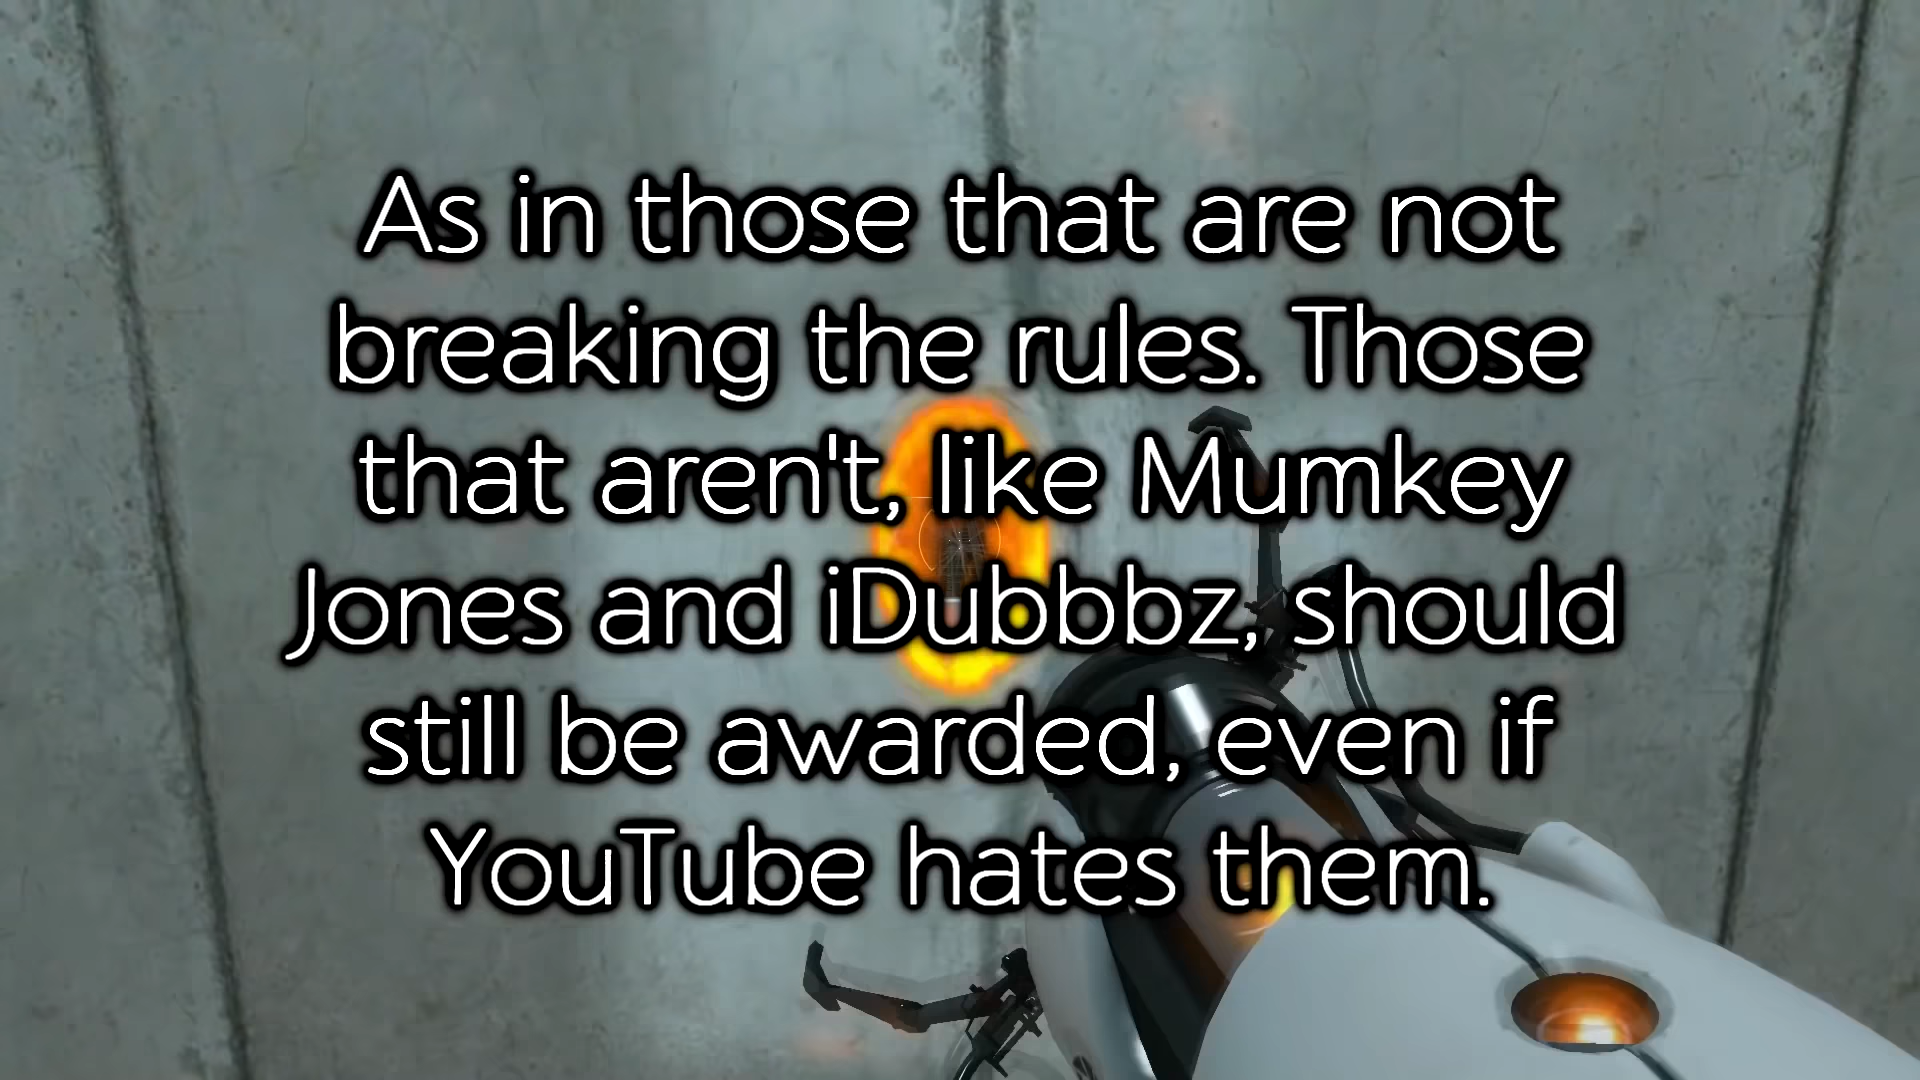 As in those that are not
breaking the rules. Those
that aren't, like Mumkey
Jones and iDubbbz, should
still be awarded, even if
YouTube hates them.